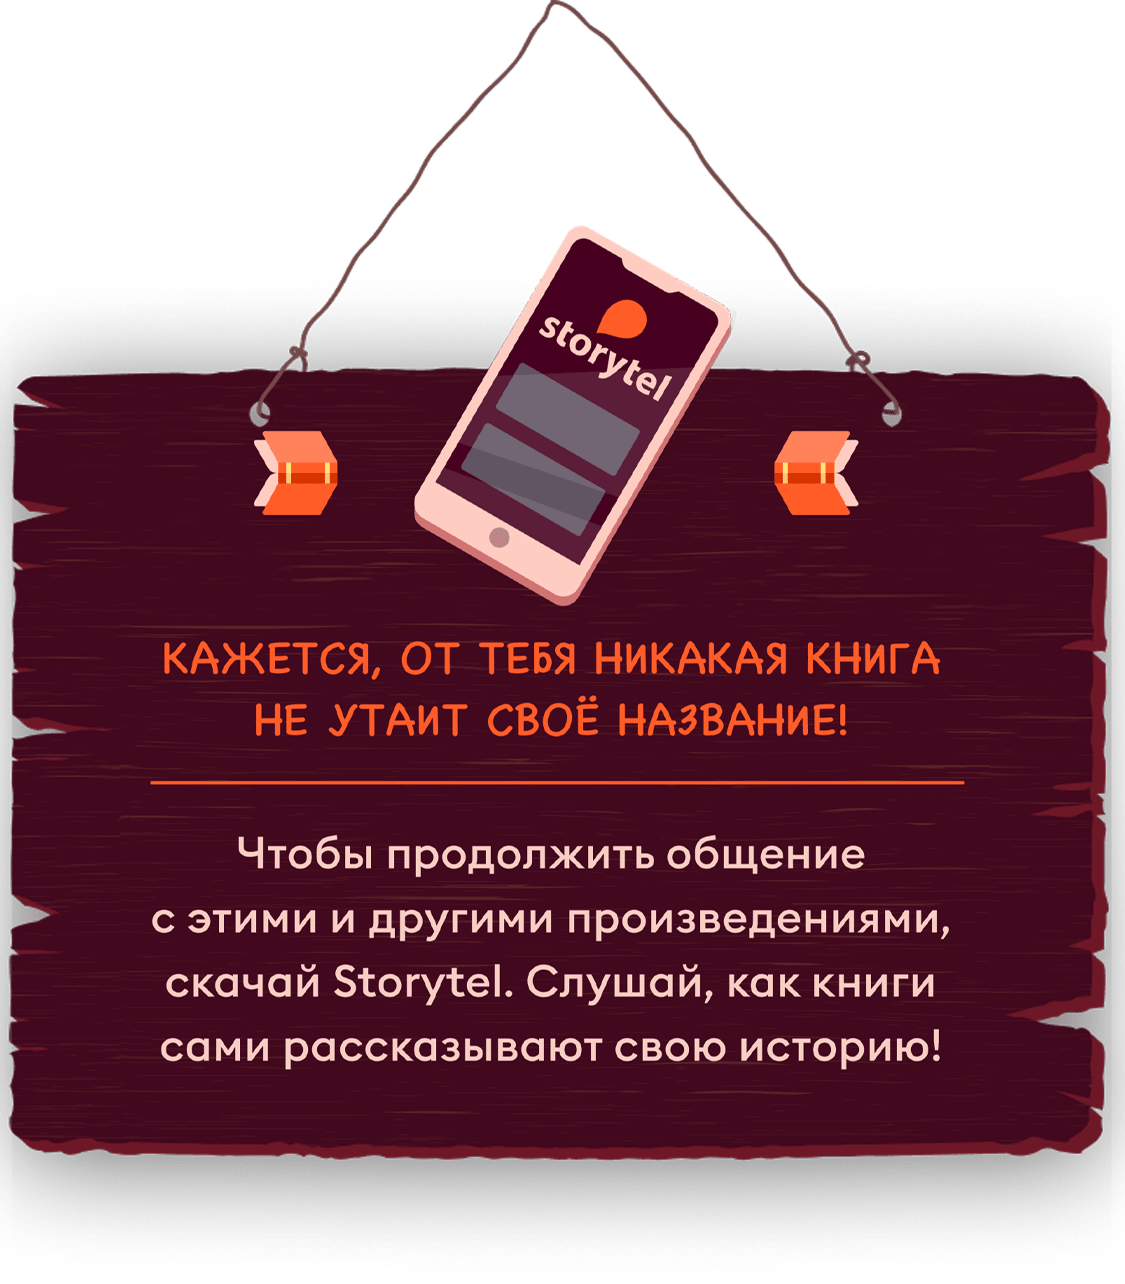 storytel
КАЖЕТСЯ, ОТ ТЕБЯ НИКАКАЯ КНИГА
НЕ УТАИТ СВОЁ НАЗВАНИЕ!
Чтобы продолжить общение
с этими и другими произведениями,
скачай Storytel. Слушай, как книги
сами рассказывают свою историю!